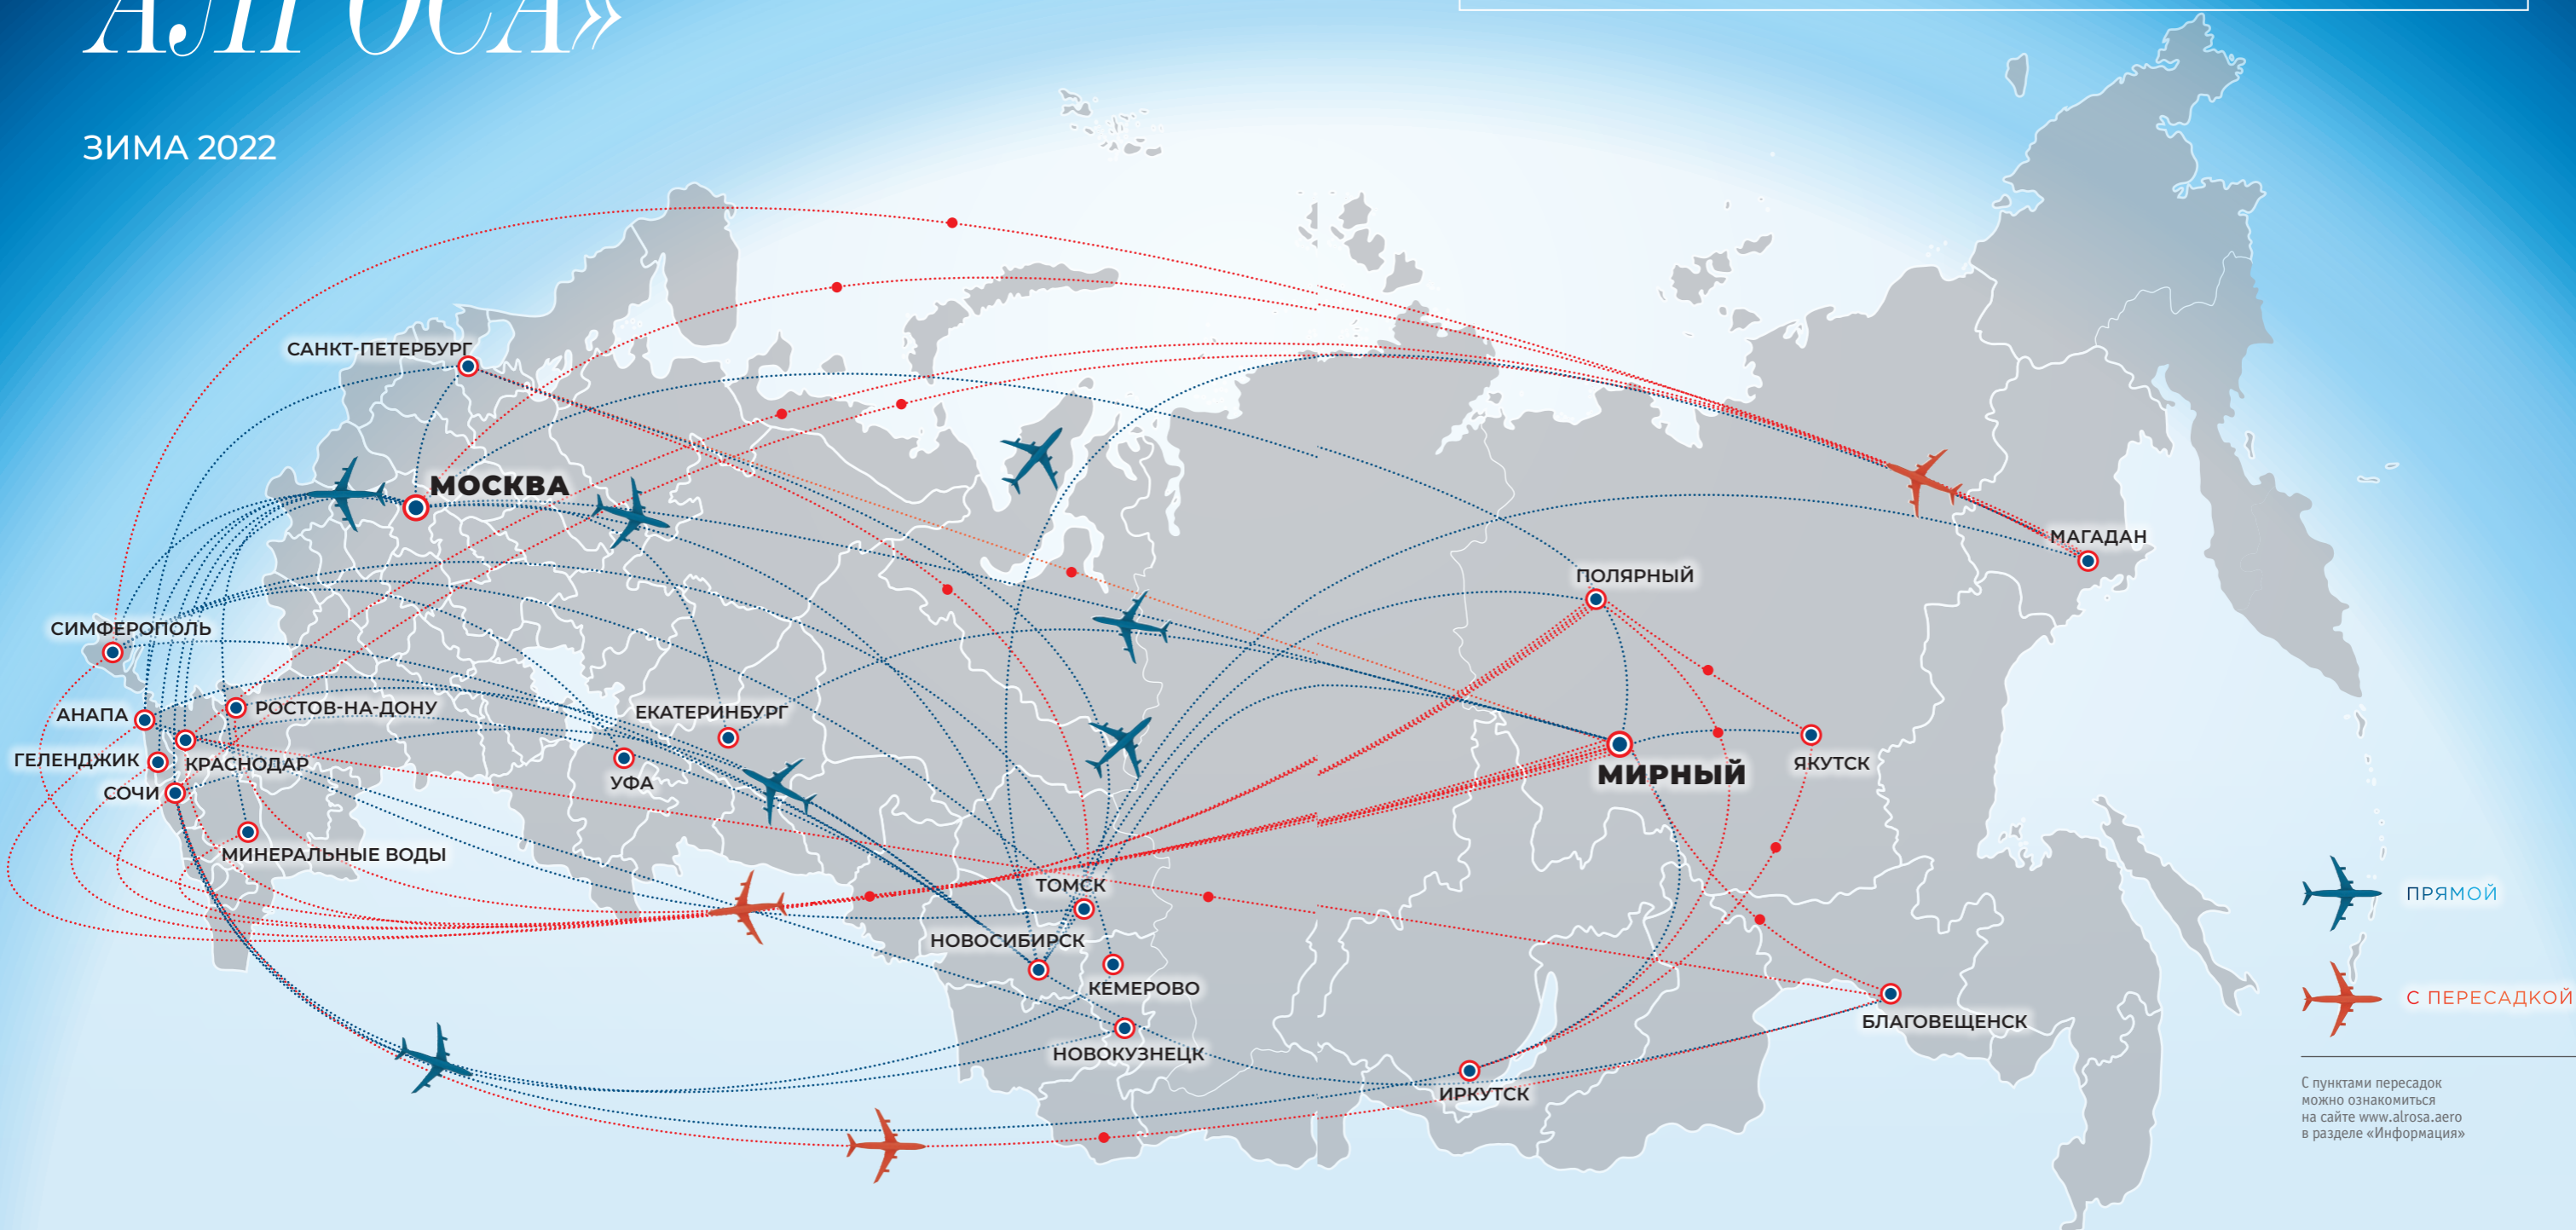 АЛРОСА»
ЗИМА 2022
САНКТ-ПЕТЕРБУРГ
МОСКВА
МАГАДАН
ПОЛЯРНЫЙ
СИМФЕРОПОЛЬ
АНАПА
РОСТОВ-НА-ДОНУ
ЕКАТЕРИНБУРГ
ГЕЛЕНДЖИК
КРАСНОДАР
УФА
МИРНЫЙ
ЯКУТСК
СОЧИ
МИНЕРАЛЬНЫЕ ВОДЫ
ТОМСК
НОВОСИБИРСК
КЕМЕРОВО
НОВОКУЗНЕЦК
БЛАГОВЕЩЕНСК
ИРКУТСК
ПРЯМОЙ
С ПЕРЕСАДКОЙ
С пунктами пересадок
можно ознакомиться
на сайте www.alrosa.aero
в разделе «Информация»